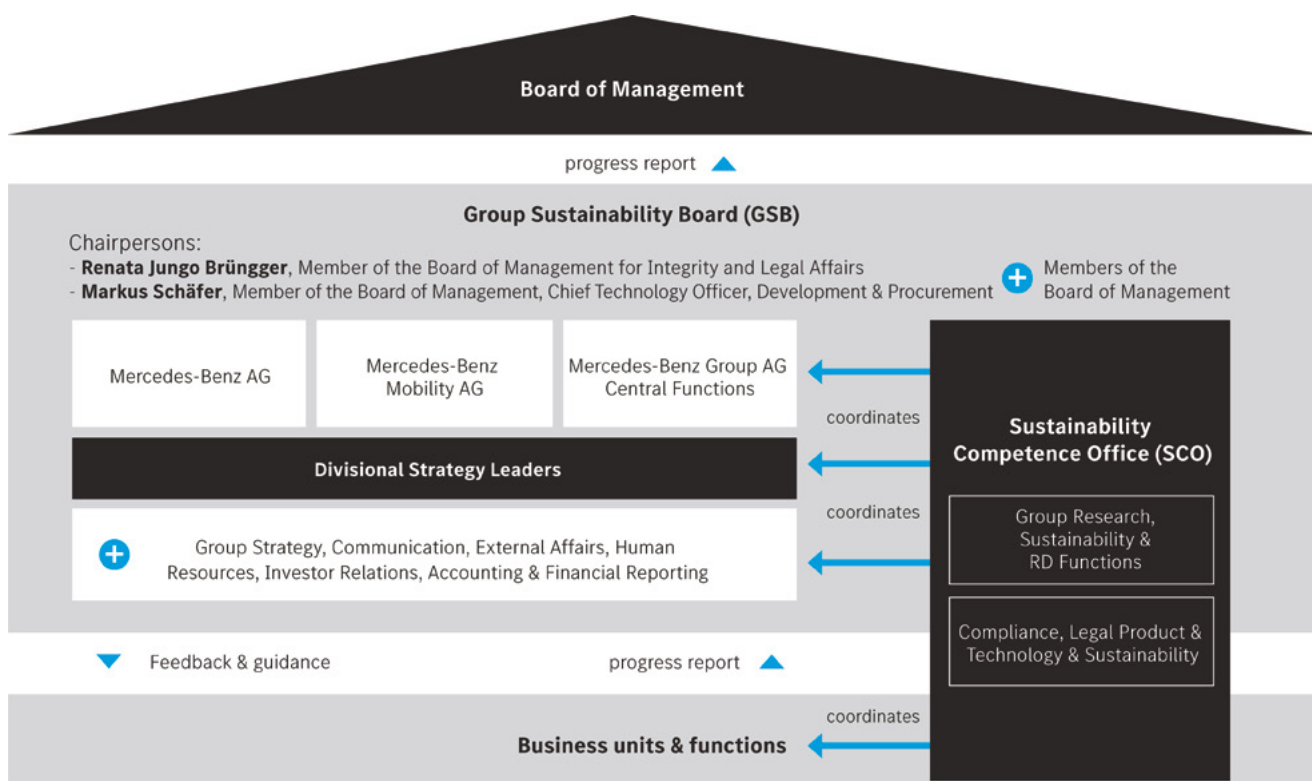 Board of Management
progress report
Group Sustainability Board (GSB)
Chairpersons:
- Renata Jungo Brüngger, Member of the Board of Management for Integrity and Legal Affairs
- Markus Schäfer, Member of the Board of Management, Chief Technology Officer, Development & Procurement
Members of the
Board of Management
Mercedes-Benz AG
Mercedes-Benz
Mobility AG
Mercedes-Benz Group AG
Central Functions
coordinates
Divisional Strategy Leaders
coordinates
Group Strategy, Communication, External Affairs, Human
Resources, Investor Relations, Accounting & Financial Reporting
Sustainability
Competence Office (SCO)
Group Research,
Sustainability &
RD Functions
Compliance, Legal Product &
Technology & Sustainability
Feedback & guidance
progress report
coordinates
Business units & functions